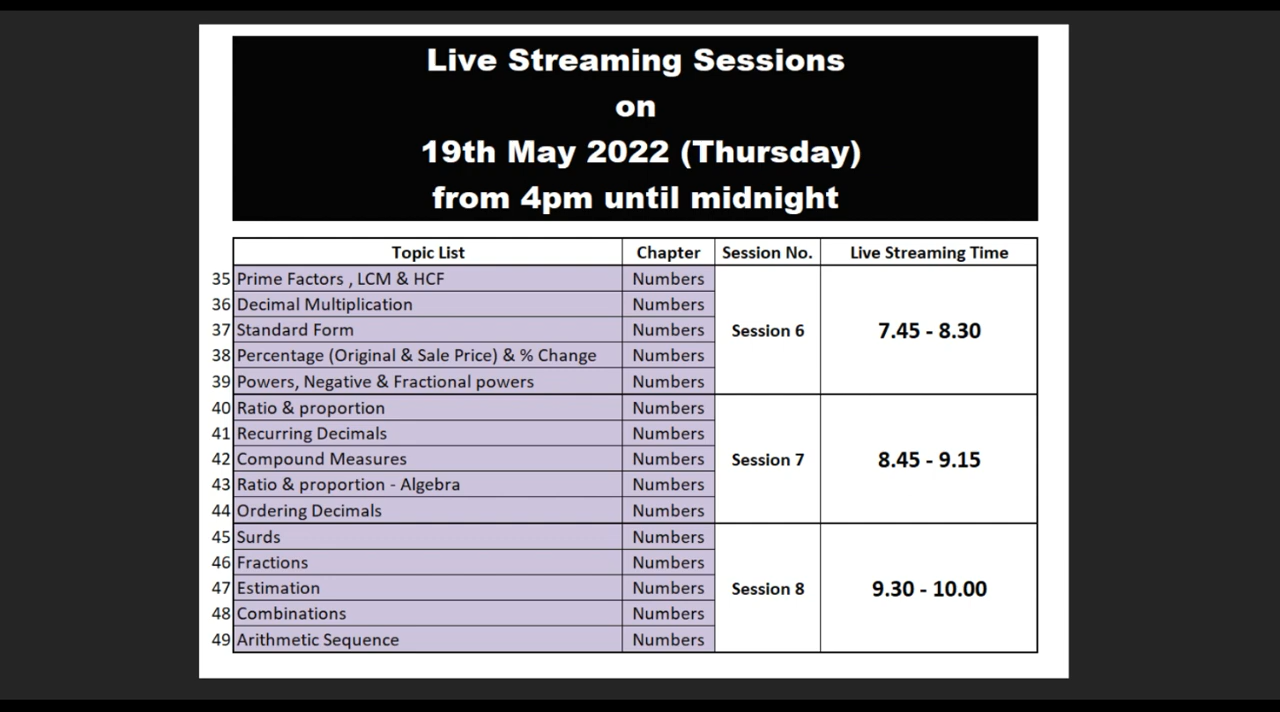 Live Streaming Sessions
on
19th May 2022 (Thursday)
from 4pm until midnight
Topic List Chapter Session No. Live Streaming Time
35 Prime Factors , LCM & HCF Numbers
36 Decimal Multiplication Numbers
37 Standard Form Numbers Session 6 7.45 - 8.30
38 Percentage (Original & Sale Price) & % Change Numbers
39 Powers, Negative & Fractional powers Numbers
40 Ratio & proportion Numbers
41 Recurring Decimals Numbers
42 Compound Measures Numbers Session 7 8.45 - 9.15
43 Ratio & proportion - Algebra Numbers
44 Ordering Decimals Numbers
45 Surds Numbers
46 Fractions Numbers
47 Estimation Numbers Session 8 9.30 - 10.00
48 Combinations Numbers
49 Arithmetic Sequence Numbers